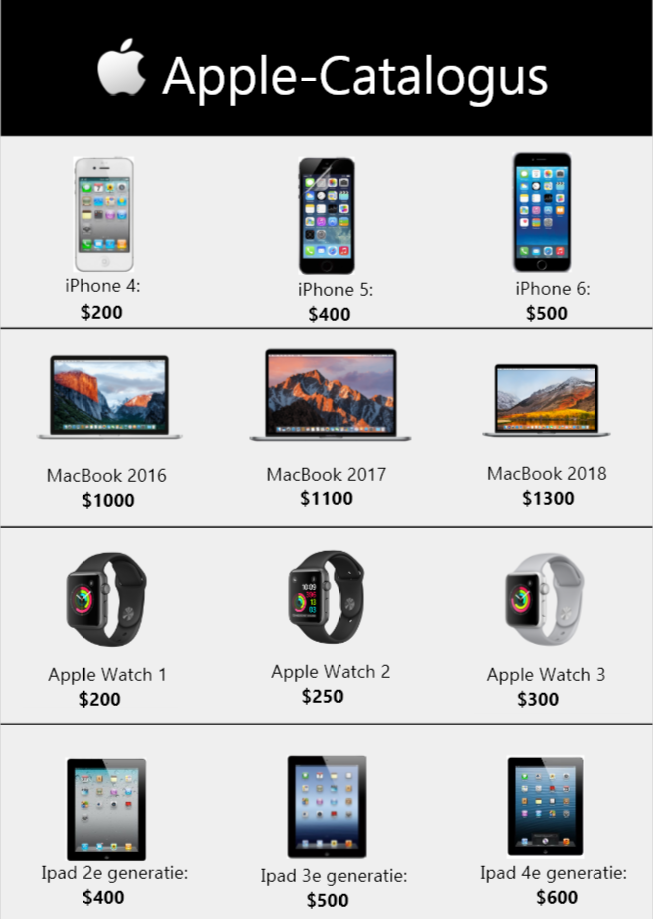 Apple-Catalogus
iPhone 4:
$200
iPhone 5:
$400
iPhone 6:
$500
MacBook 2016
$1000
MacBook 2017
$1100
MacBook 2018
$1300
Apple Watch 1
$200
Apple Watch 2
$250
Apple Watch 3
$300
Ipad 2e generatie:
$400
Ipad 3e generatie:
$500
Ipad 4e generatie:
$600